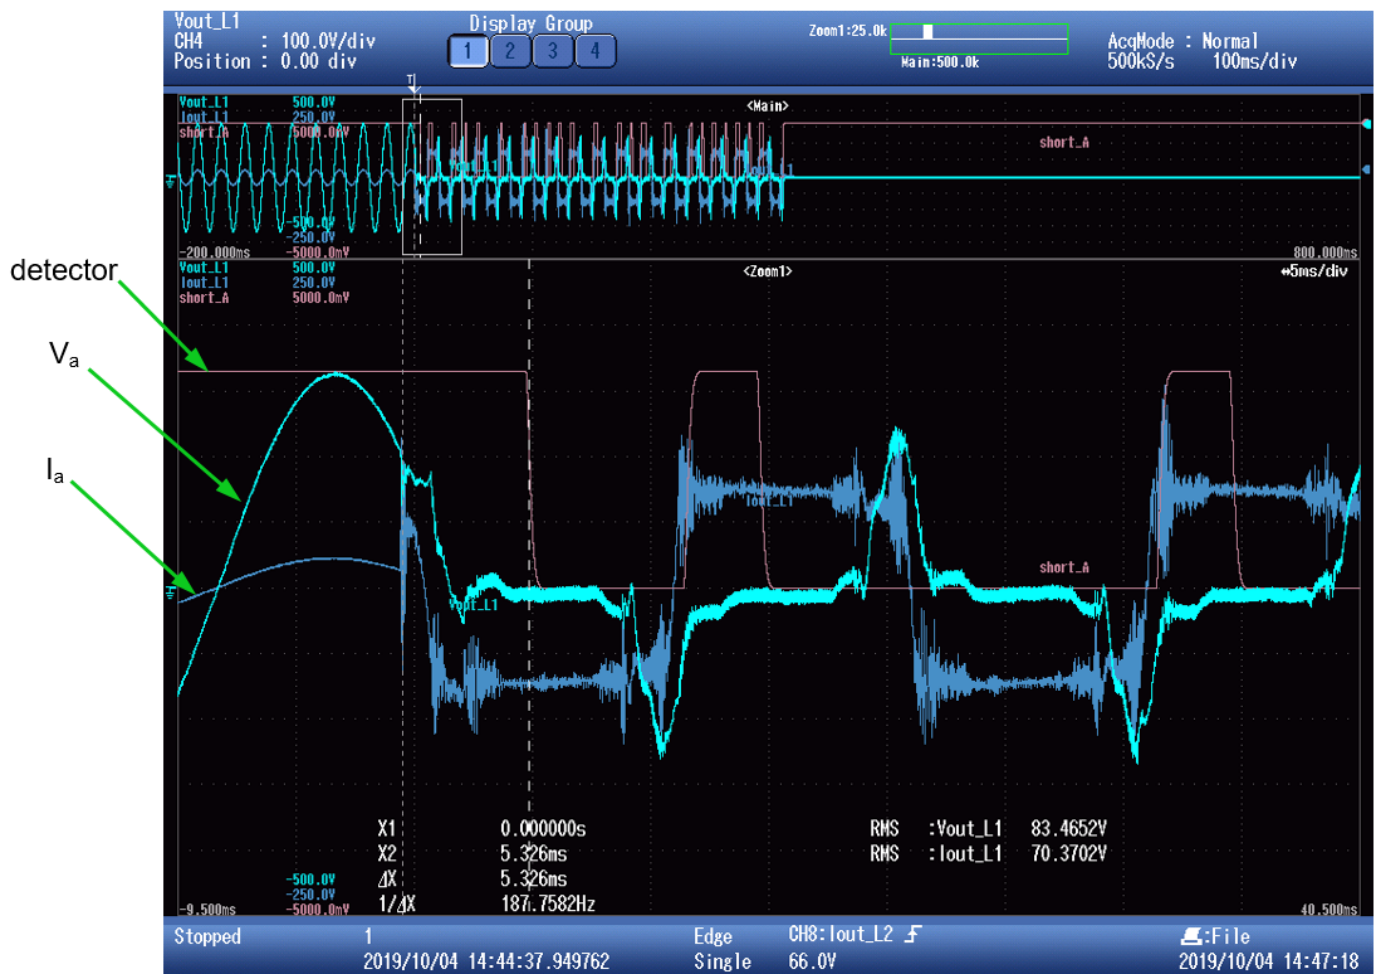 Vout_L1
CH4 : 100.0V/div
Position : 0.00 div
Display Group
1 2 3 4
Zoom1:25.0k
Main:500.0k
AcqMode : Normal
500kS/s 100ms/div
T
Vout_L1 500.0V
Iout_L1 250.0V
short_A 5000.0mV
<Main>
short_A
Vout_L1
Iout_L1
-500.0V
-250.0V
-200.000ms -5000.0mV
800.000ms
Vout_L1 500.0V
Iout_L1 250.0V
short_A 5000.0mV
<Zoom1>
↔5ms/div
detector
Va
Ia
Iout_L1
short_A
Vout_L1
X1 0.000000s
X2 5.326ms
ΔX 5.326ms
1/ΔX 187.7582Hz
RMS :Vout_L1 83.4652V
RMS :Iout_L1 70.3702V
-500.0V
-250.0V
-9.500ms -5000.0mV
40.500ms
Stopped 1 Edge CH8:Iout_L2 :File
2019/10/04 14:44:37.949762 Single 66.0V 2019/10/04 14:47:18